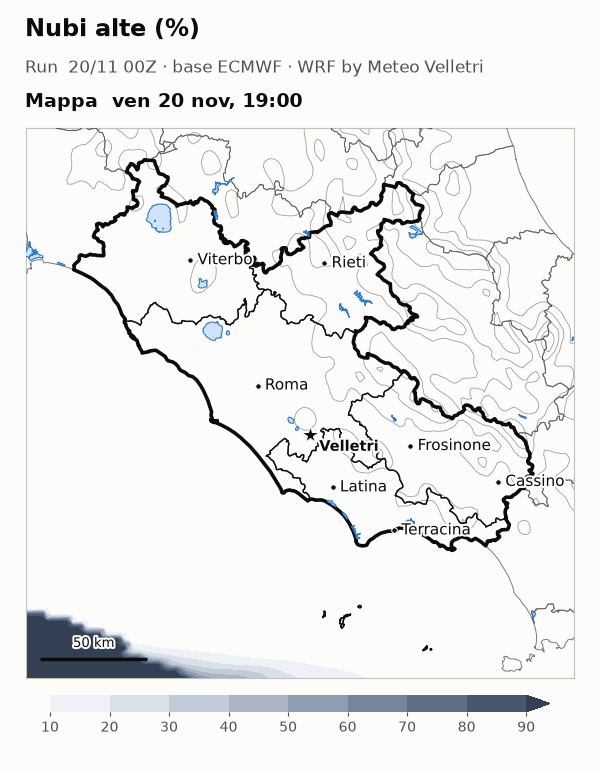 Nubi alte (%)
Run  20/11 00Z · base ECMWF · WRF by Meteo Velletri
Mappa  ven 20 nov, 19:00
Viterbo
Rieti
Roma
Velletri
Frosinone
Latina
Cassino
Terracina
50 km
10 20 30 40 50 60 70 80 90